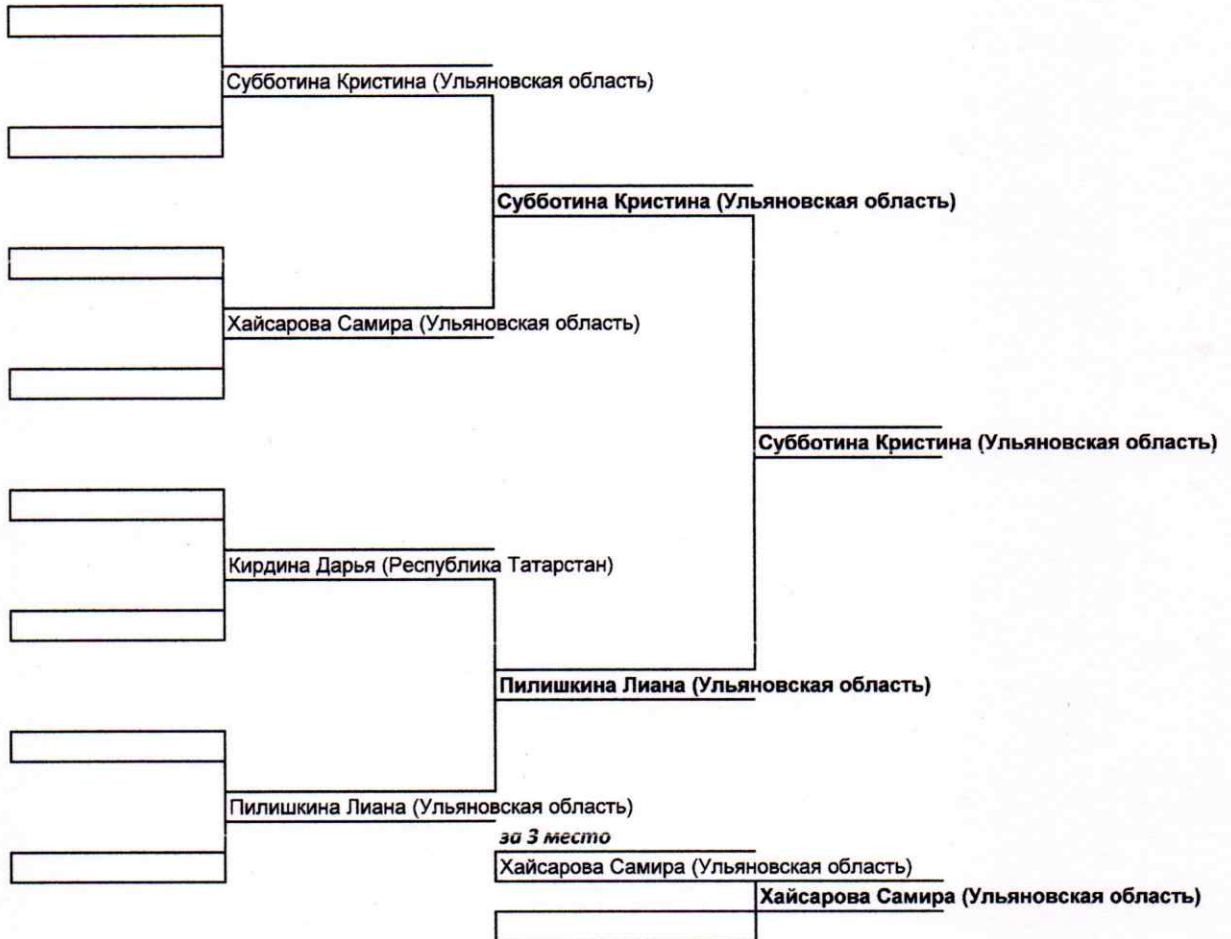 Субботина Кристина (Ульяновская область)
Субботина Кристина (Ульяновская область)
Хайсарова Самира (Ульяновская область)
Субботина Кристина (Ульяновская область)
Кирдина Дарья (Республика Татарстан)
Пилишкина Лиана (Ульяновская область)
Пилишкина Лиана (Ульяновская область)
за 3 место
Хайсарова Самира (Ульяновская область)
Хайсарова Самира (Ульяновская область)